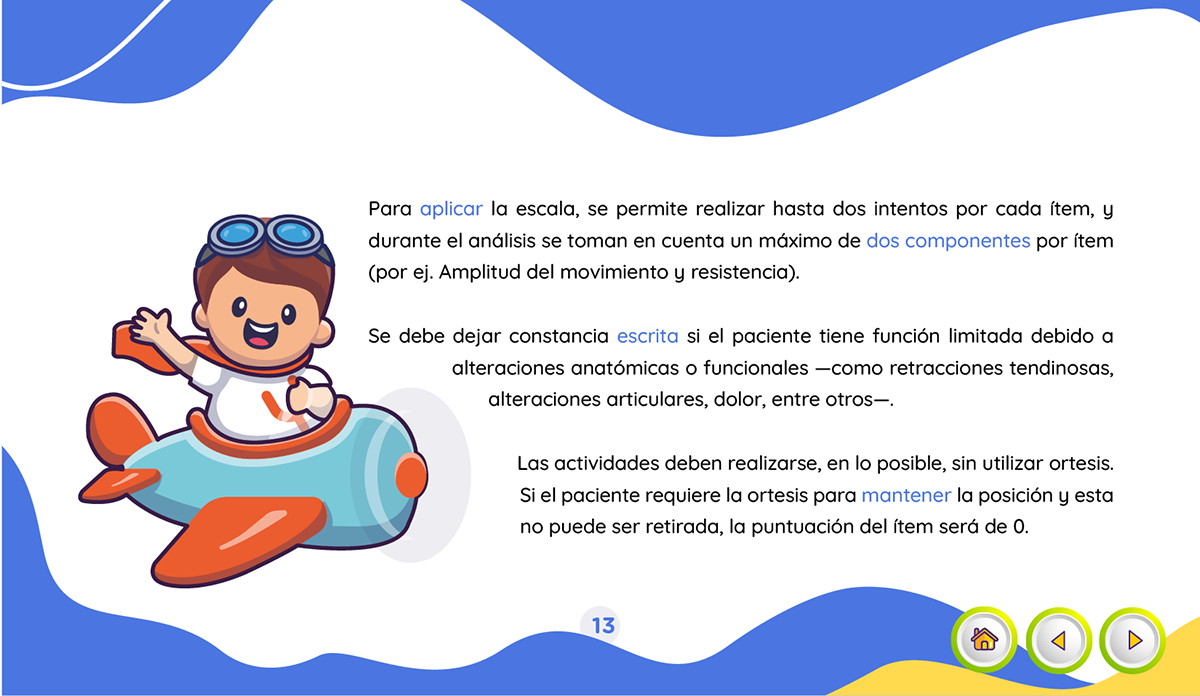 Para aplicar la escala, se permite realizar hasta dos intentos por cada ítem, y
durante el análisis se toman en cuenta un máximo de dos componentes por ítem
(por ej. Amplitud del movimiento y resistencia).
Se debe dejar constancia escrita si el paciente tiene función limitada debido a
alteraciones anatómicas o funcionales —como retracciones tendinosas,
alteraciones articulares, dolor, entre otros—.
Las actividades deben realizarse, en lo posible, sin utilizar ortesis.
Si el paciente requiere la ortesis para mantener la posición y esta
no puede ser retirada, la puntuación del ítem será de 0.
13